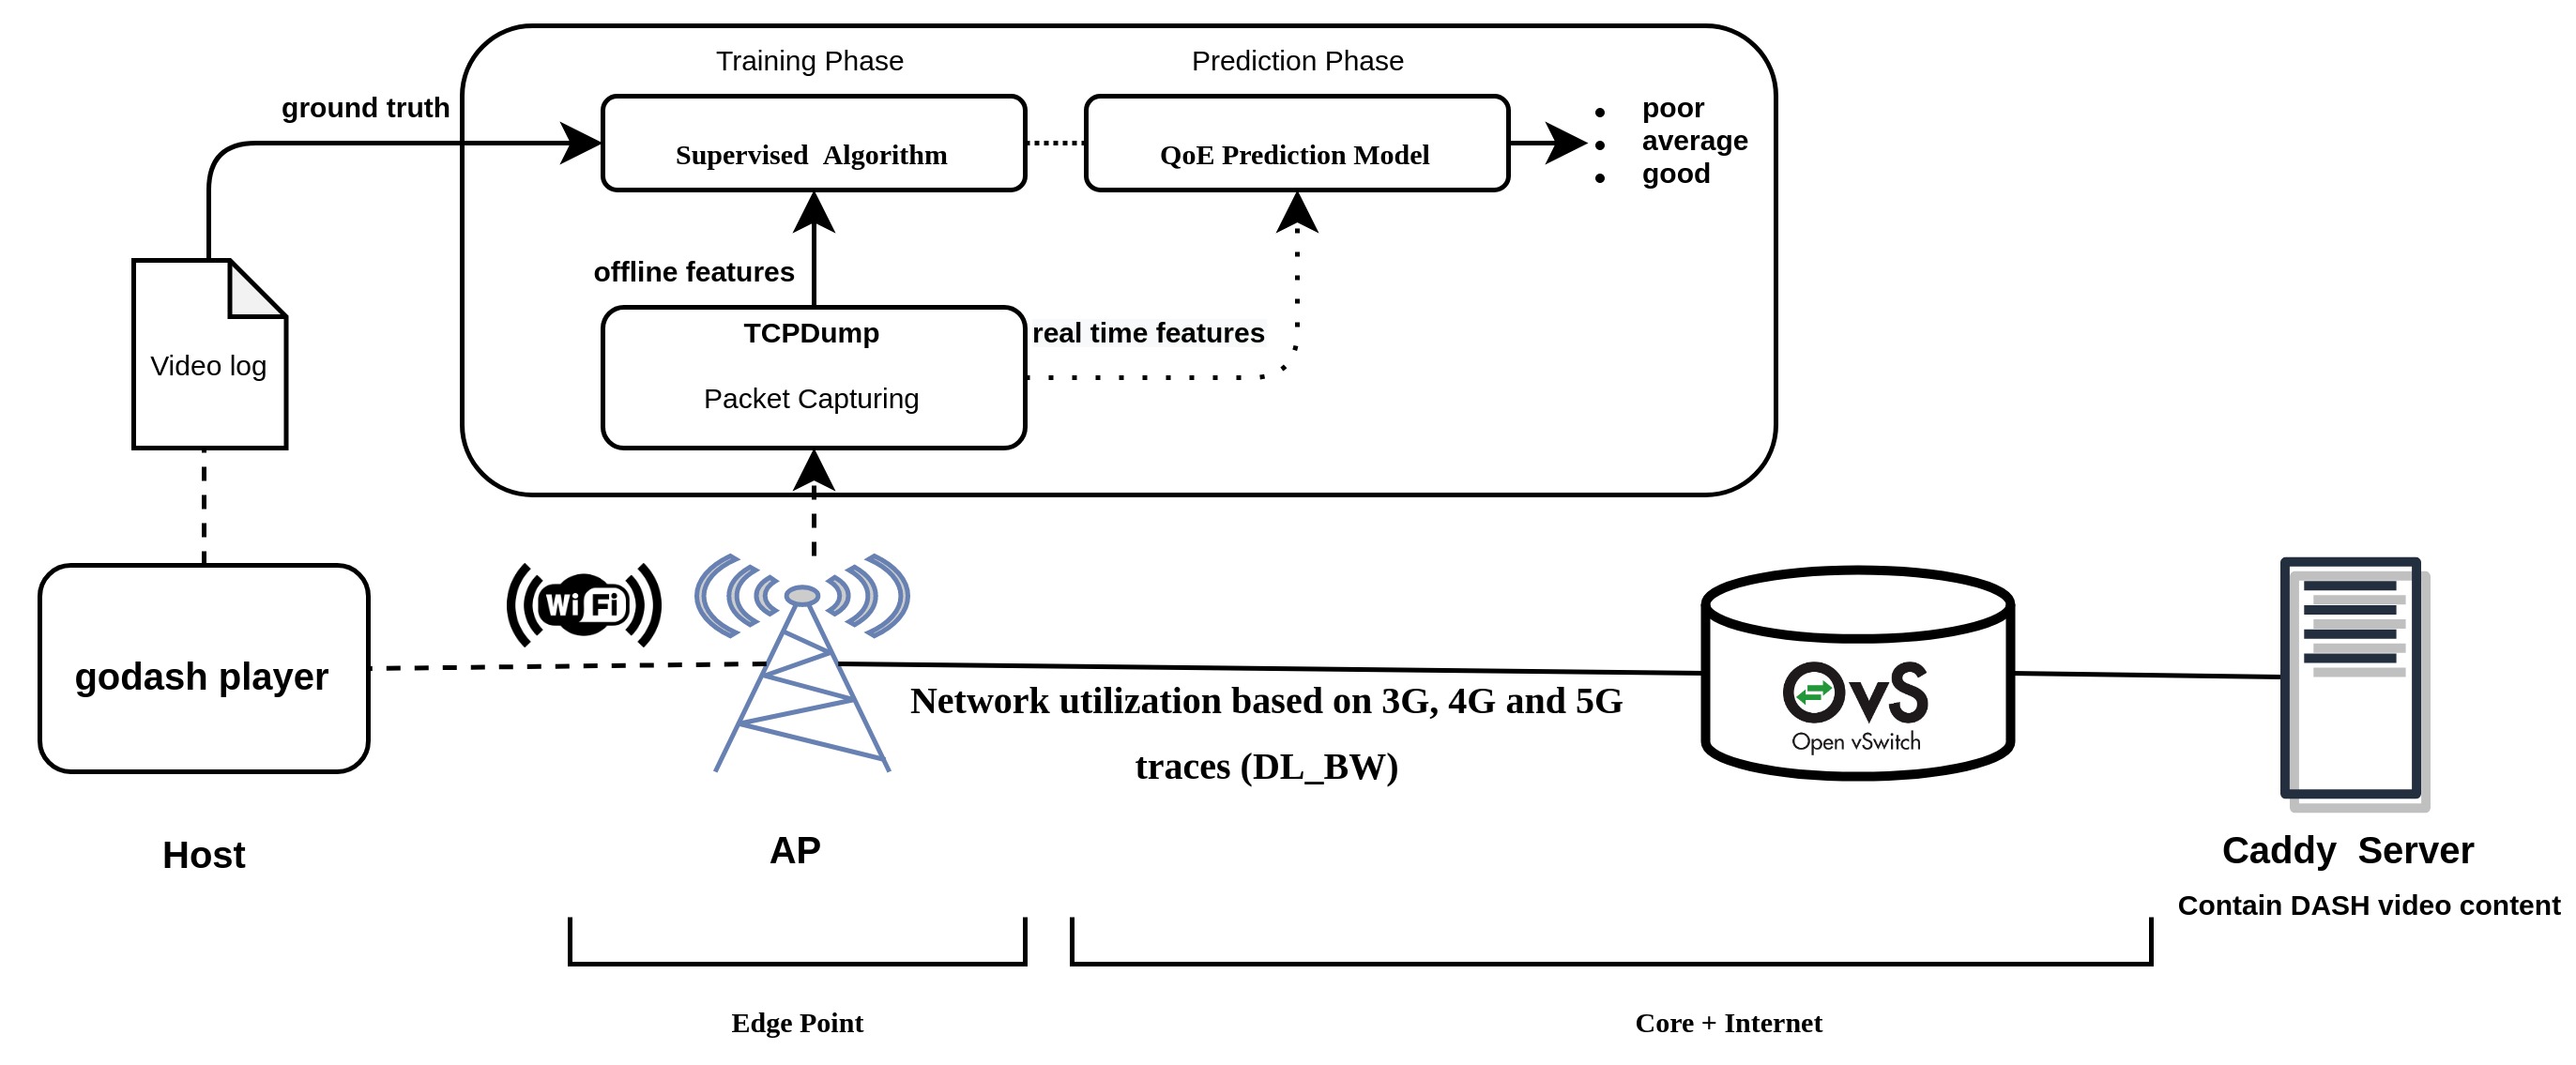 Training Phase
Prediction Phase
ground truth
Supervised Algorithm
QoE Prediction Model
• poor
• average
• good
offline features
TCPDump
Packet Capturing
real time features
Video log
WiFi
godash player
Network utilization based on 3G, 4G and 5G
traces (DL_BW)
OvS
Open vSwitch
Host
AP
Caddy Server
Contain DASH video content
Edge Point
Core + Internet